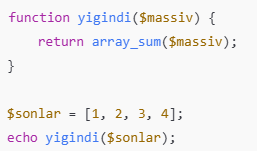 function yigindi($massiv) {
    return array_sum($massiv);
}

$sonlar = [1, 2, 3, 4];
echo yigindi($sonlar);